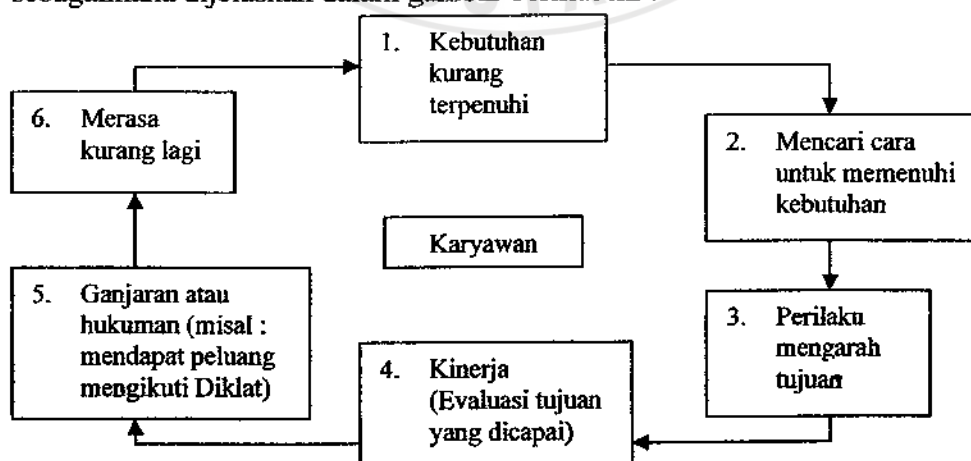 1. Kebutuhan
kurang
terpenuhi
2. Mencari cara
untuk memenuhi
kebutuhan
3. Perilaku
mengarah
tujuan
4. Kinerja
(Evaluasi tujuan
yang dicapai)
5. Ganjaran atau
hukuman (misal :
mendapat peluang
mengikuti Diklat)
6. Merasa
kurang lagi
Karyawan